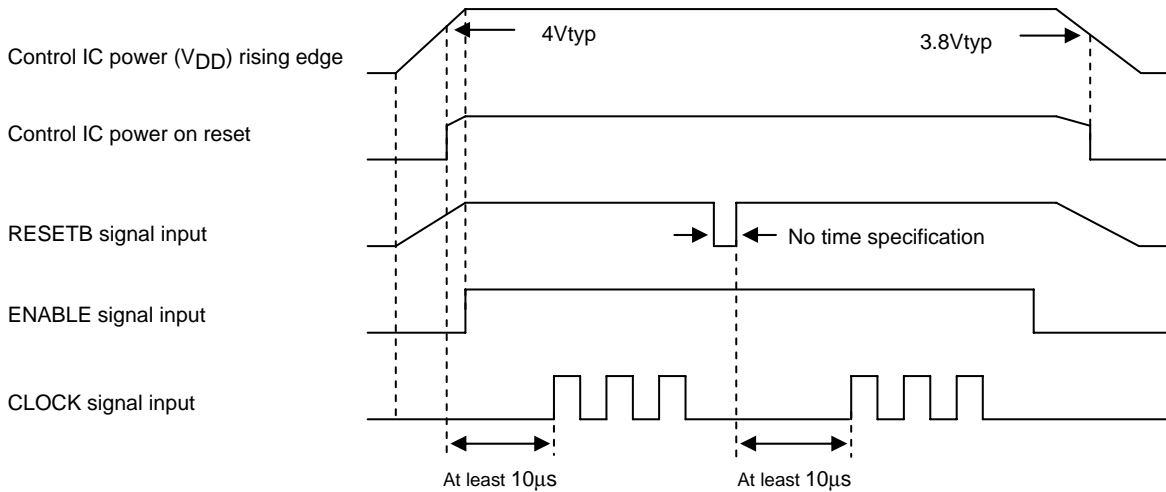 4Vtyp
3.8Vtyp
Control IC power (VDD) rising edge
Control IC power on reset
RESETB signal input
No time specification
ENABLE signal input
CLOCK signal input
At least 10μs
At least 10μs